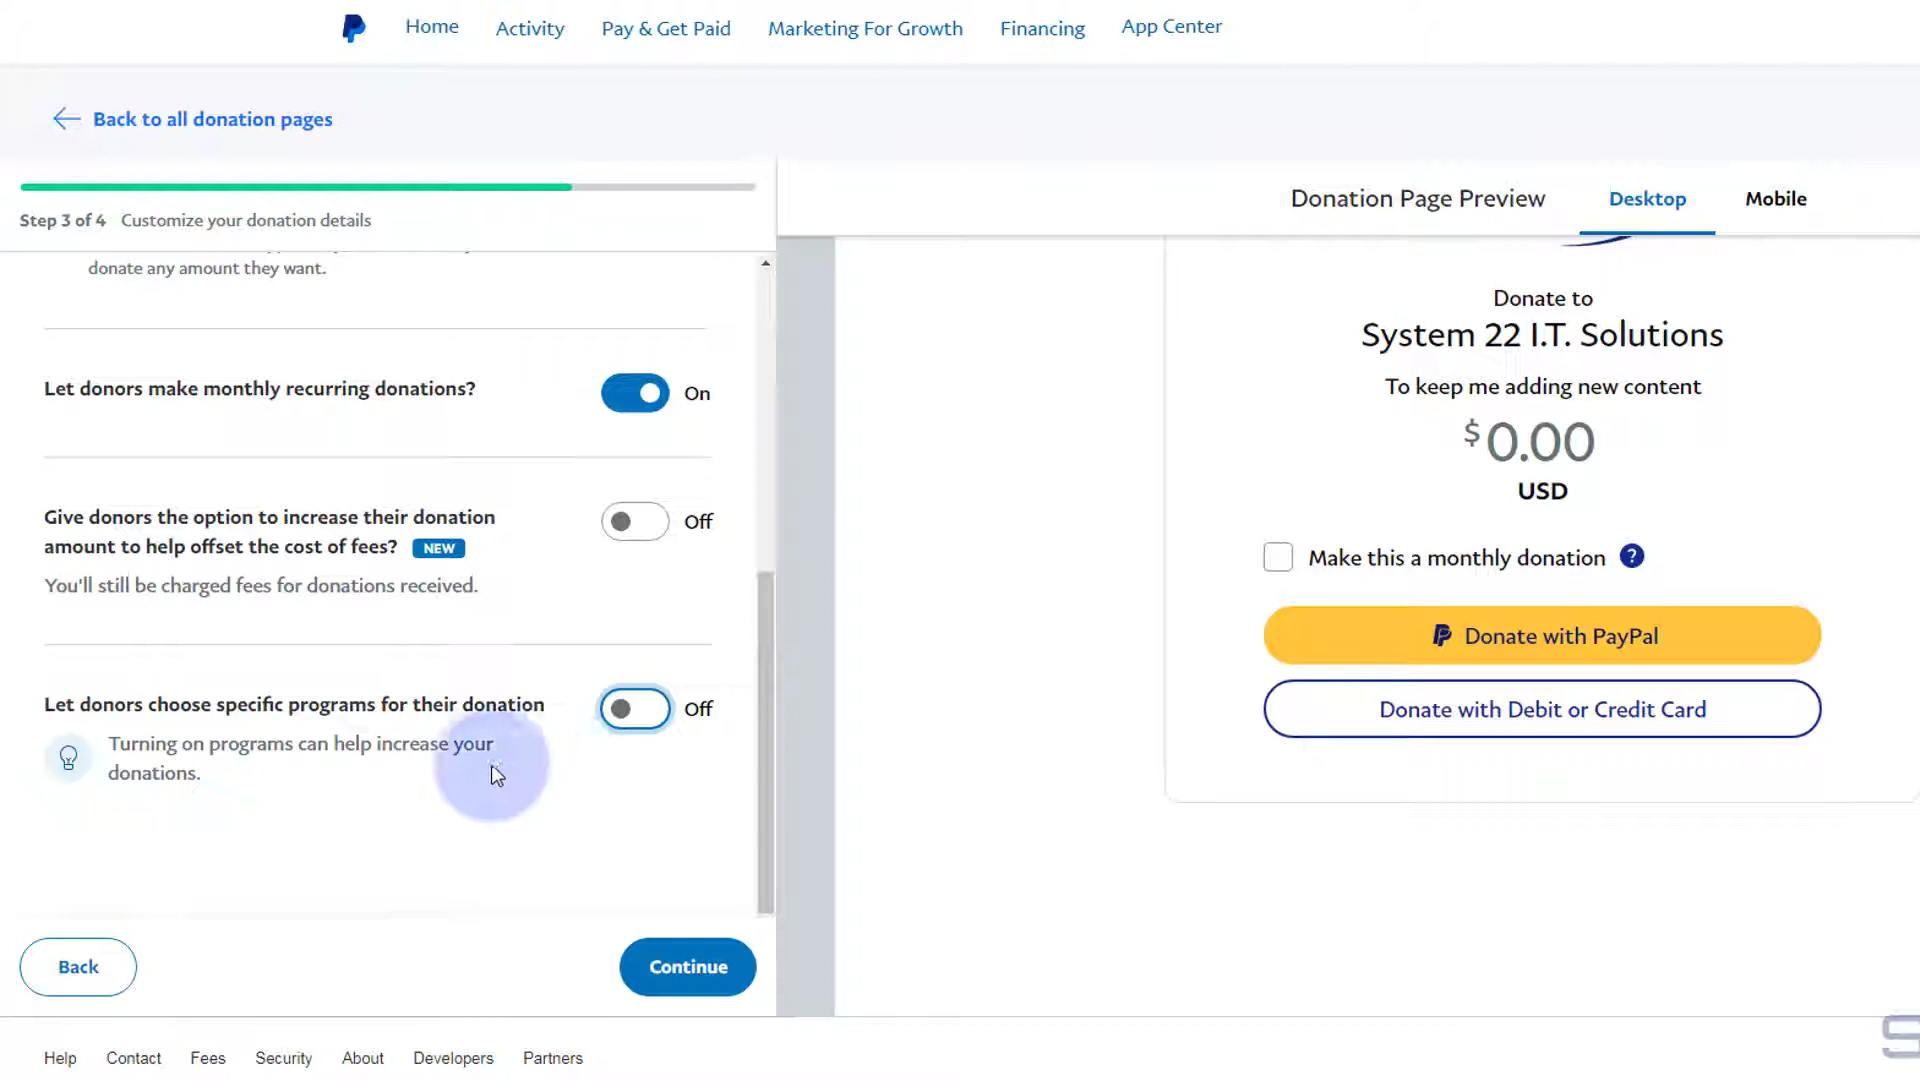 Home Activity Pay & Get Paid Marketing For Growth Financing App Center
Back to all donation pages
Step 3 of 4 Customize your donation details
donate any amount they want.
Let donors make monthly recurring donations?
On
Give donors the option to increase their donation
amount to help offset the cost of fees? NEW
Off
You'll still be charged fees for donations received.
Let donors choose specific programs for their donation
Off
Turning on programs can help increase your
donations.
Back
Continue
Donation Page Preview Desktop Mobile
Donate to
System 22 I.T. Solutions
To keep me adding new content
$0.00
USD
Make this a monthly donation ?
Donate with PayPal
Donate with Debit or Credit Card
Help Contact Fees Security About Developers Partners